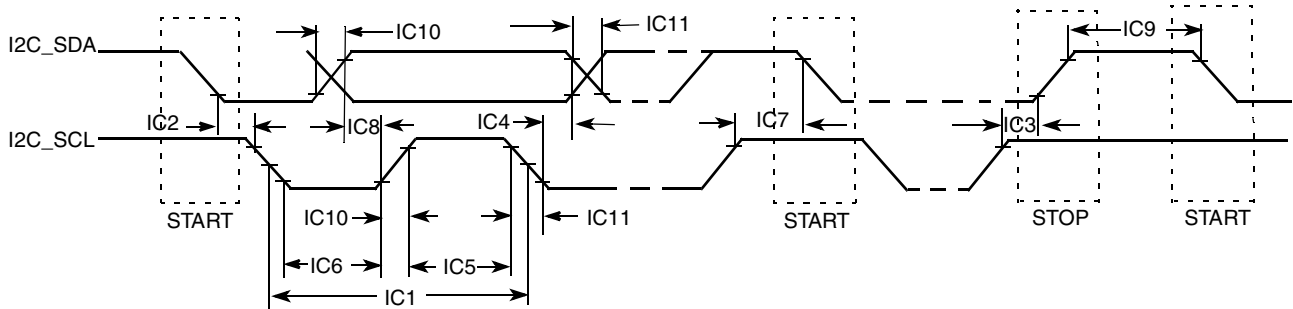 IC10
IC11
I2C_SDA
IC9
IC2
IC8
IC4
IC7
IC3
I2C_SCL
START
IC10
IC11
START
STOP
START
IC6
IC5
IC1